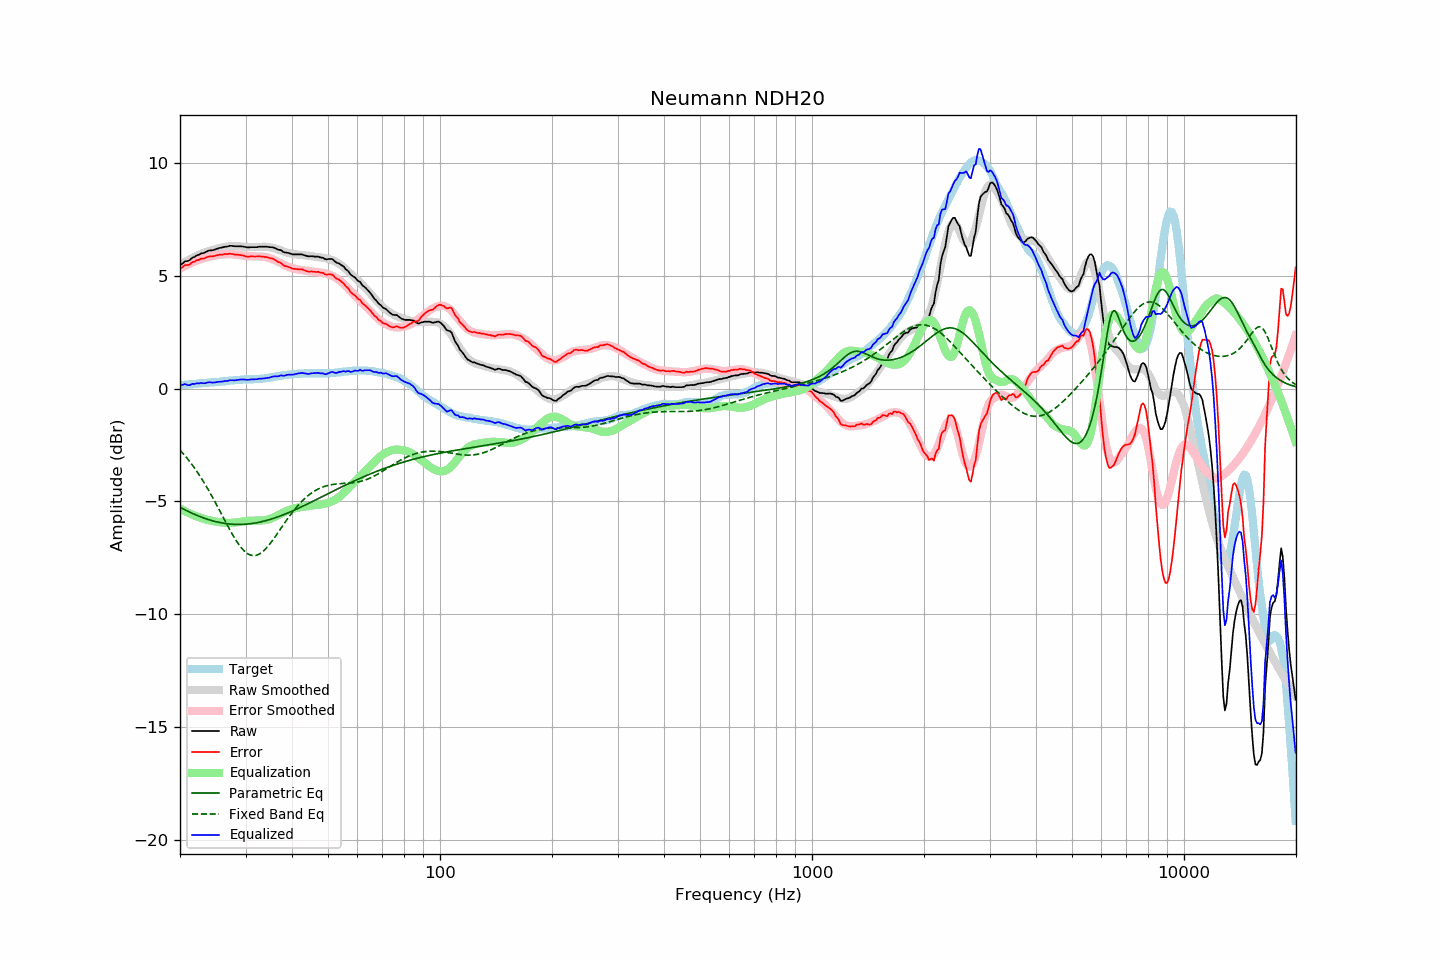 Neumann NDH20
Amplitude (dBr)
10
5
0
−5
−10
−15
−20
Target
Raw Smoothed
Error Smoothed
Raw
Error
Equalization
Parametric Eq
Fixed Band Eq
Equalized
100
1000
10000
Frequency (Hz)